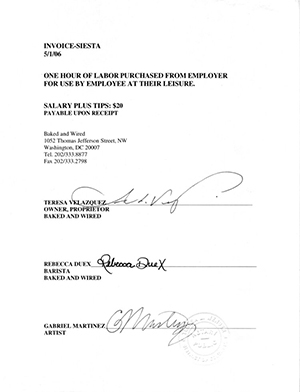 INVOICE-SIESTA
5/1/06
ONE HOUR OF LABOR PURCHASED FROM EMPLOYER
FOR USE BY EMPLOYEE AT THEIR LEISURE.
SALARY PLUS TIPS: $20
PAYABLE UPON RECEIPT
Baked and Wired
1052 Thomas Jefferson Street, NW
Washington, DC 20007
Tel. 202/333.8877
Fax 202/333.2798
TERESA VELAZQUEZ
OWNER, PROPRIETOR
BAKED AND WIRED
REBECCA DUEX Rebecca Duex
BARISTA
BAKED AND WIRED
GABRIEL MARTINEZ GMartinez
ARTIST